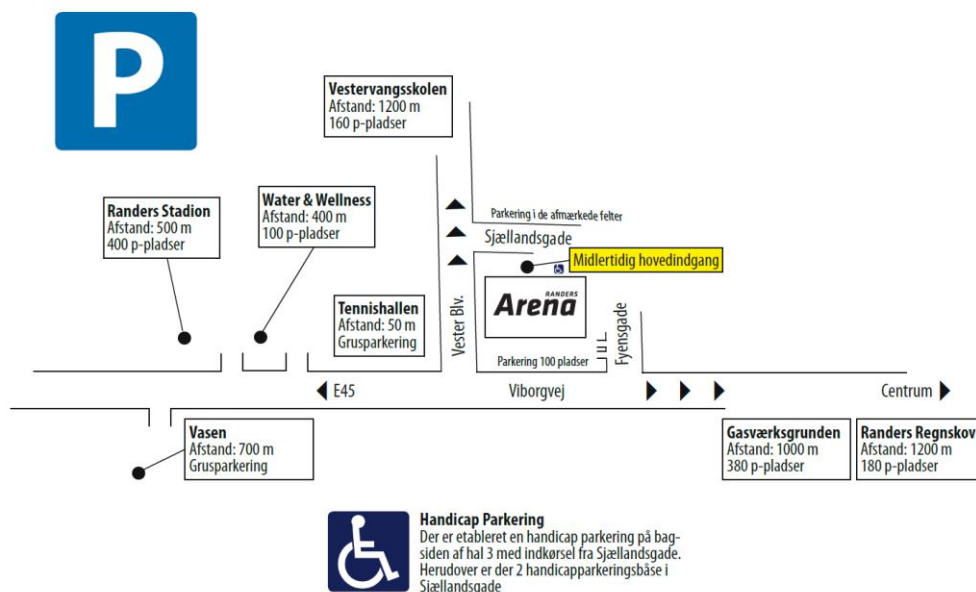 P
Vestervangsskolen
Afstand: 1200 m
160 p-pladser
Randers Stadion
Afstand: 500 m
400 p-pladser
Water & Wellness
Afstand: 400 m
100 p-pladser
Parkering i de afmærkede felter
Sjællandsgade
Midlertidig hovedindgang
RANDERS
Arena
Tennishallen
Afstand: 50 m
Grusparkering
Vester Blv.
Fyensgade
Parkering 100 pladser
E45
Viborgvej
Centrum
Vasen
Afstand: 700 m
Grusparkering
Gasværksgrunden
Afstand: 1000 m
380 p-pladser
Randers Regnskov
Afstand: 1200 m
180 p-pladser
Handicap Parkering
Der er etableret en handicap parkering på bag-
siden af hal 3 med indkørsel fra Sjællandsgade.
Herudover er der 2 handicapparkeringsbåse i
Sjællandsgade